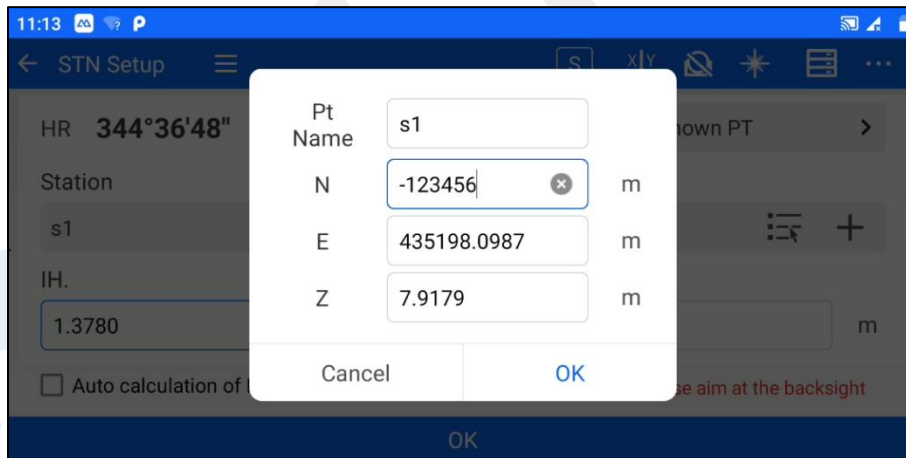 11:13
STN Setup
S
X Y
HR 344°36'48"
nown PT
Station
s1
IH.
1.3780
m
Auto calculation of
se aim at the backsight
OK
Pt Name
s1
N
-123456
m
E
435198.0987
m
Z
7.9179
m
Cancel
OK